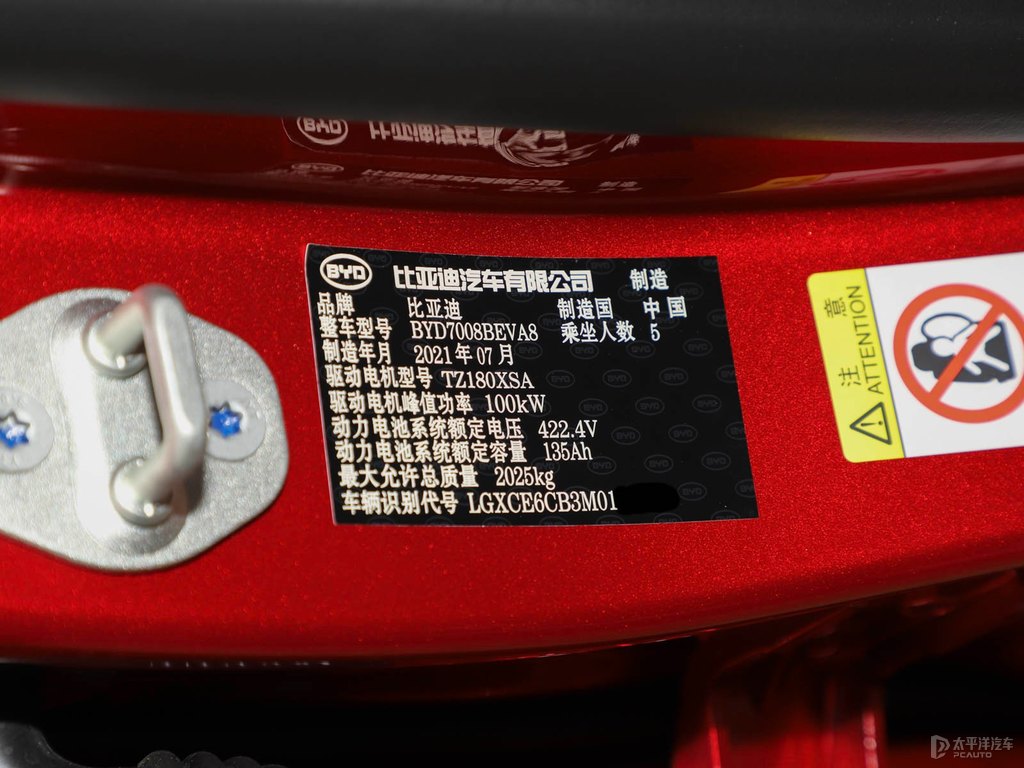 BYD 比亚迪汽车有限公司 制造
品牌 比亚迪 制造国 中国
整车型号 BYD7008BEVA8 乘坐人数 5
制造年月 2021年07月
驱动电机型号 TZ180XSA
驱动电机峰值功率 100kW
动力电池系统额定电压 422.4V
动力电池系统额定容量 135Ah
最大允许总质量 2025kg
车辆识别代号 LGXCE6CB3M01
注意
ATTENTION
太平洋汽车
PCAUTO